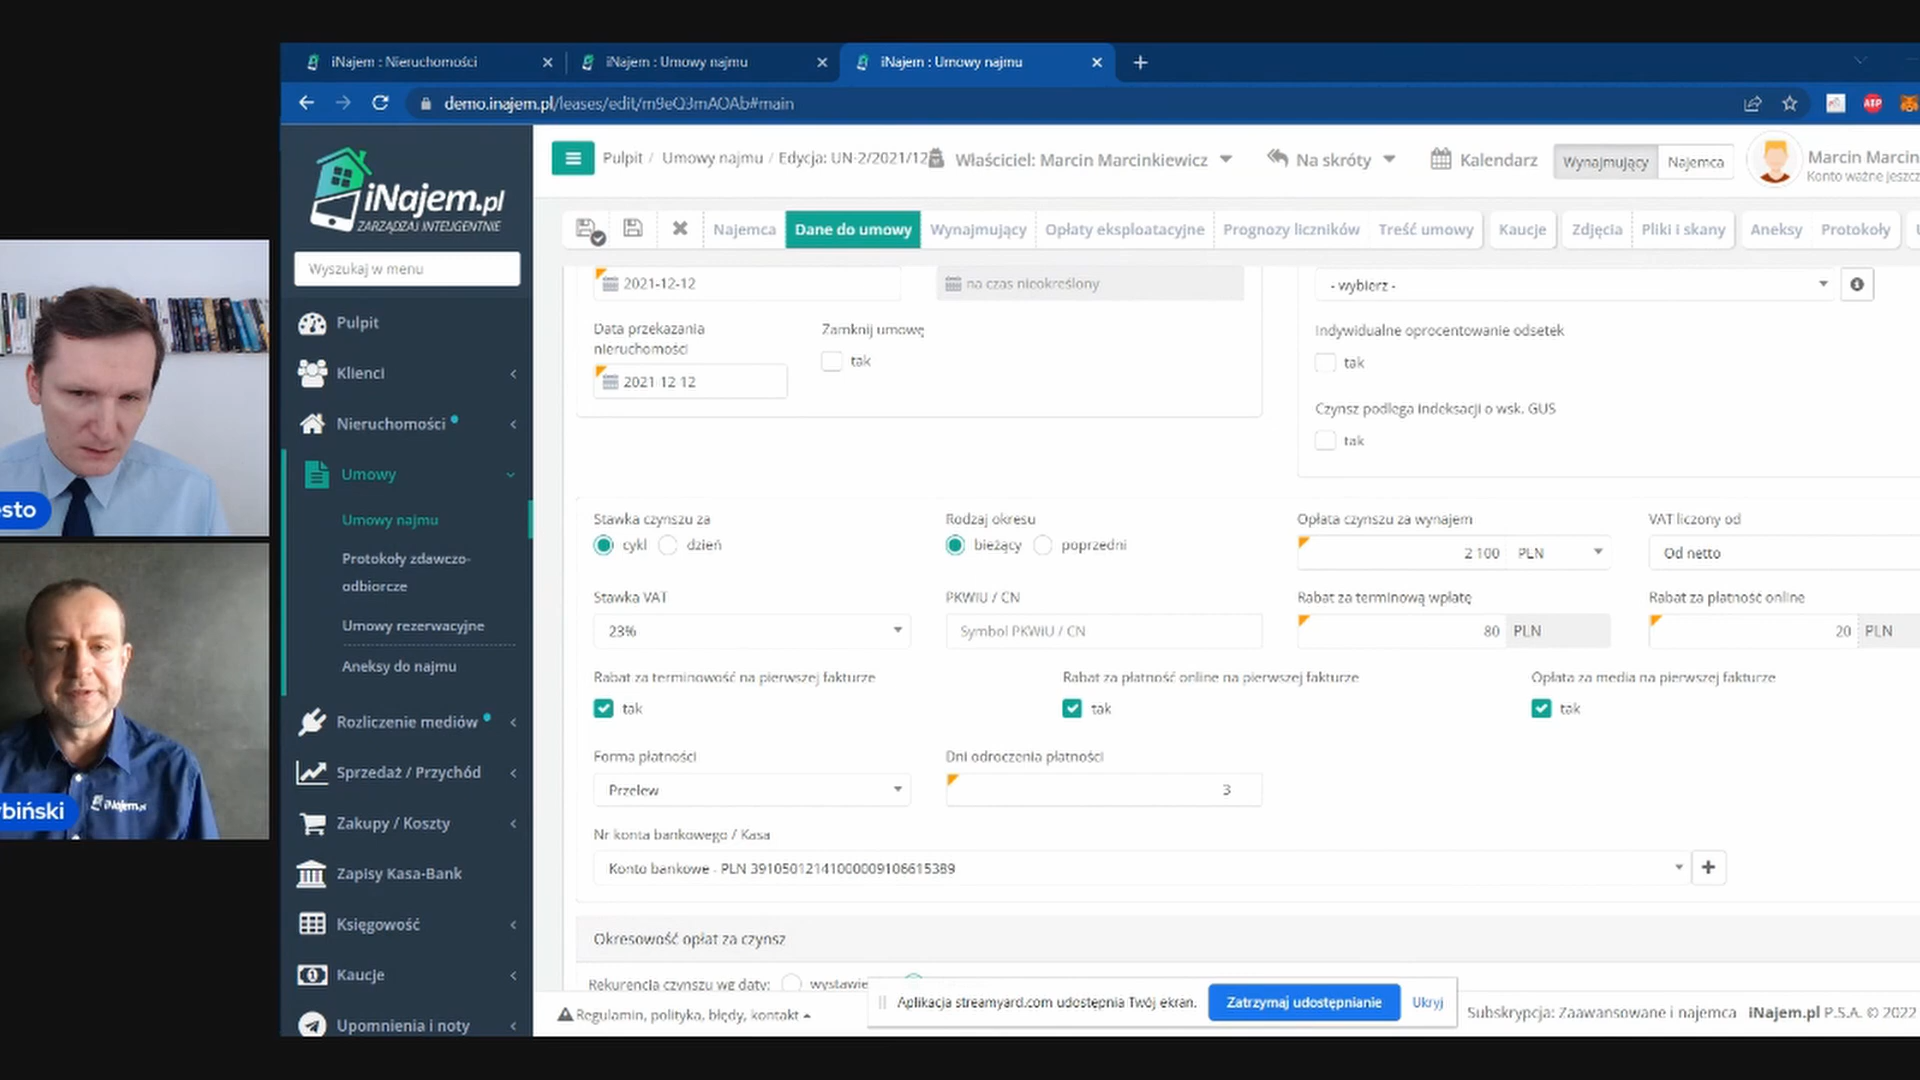 iNajem : Nieruchomości
iNajem : Umowy najmu
iNajem : Umowy najmu
demo.inajem.pl/leases/edit/m9eQ3mAOAb#main
ABP
iNajem.pl
ZARZĄDZAJ INTELIGENTNIE
Wyszukaj w menu
Pulpit
Klienci
Nieruchomości
Umowy
Umowy najmu
Protokoły zdawczo-
odbiorcze
Umowy rezerwacyjne
Aneksy do najmu
Rozliczenie mediów
Sprzedaż / Przychód
Zakupy / Koszty
Zapisy Kasa-Bank
Księgowość
Kaucje
Upomnienia i noty
Pulpit / Umowy najmu / Edycja: UN-2/2021/12
Właściciel: Marcin Marcinkiewicz
Na skróty
Kalendarz
Wynajmujący
Najemca
Marcin Marcin
Konto ważne jeszcz
Najemca
Dane do umowy
Wynajmujący
Opłaty eksploatacyjne
Prognozy liczników
Treść umowy
Kaucje
Zdjęcia
Pliki i skany
Aneksy
Protokoły
2021-12-12
na czas nieokreślony
- wybierz -
Data przekazania
nieruchomości
Zamknij umowę
tak
2021-12-12
Indywidualne oprocentowanie odsetek
tak
Czynsz podlega indeksacji o wsk. GUS
tak
Stawka czynszu za
cykl
dzień
Rodzaj okresu
bieżący
poprzedni
Opłata czynszu za wynajem
2 100
PLN
VAT liczony od
Od netto
Stawka VAT
23%
PKWiU / CN
Symbol PKWiU / CN
Rabat za terminową wpłatę
80
PLN
Rabat za płatność online
20
PLN
Rabat za terminowość na pierwszej fakturze
tak
Rabat za płatność online na pierwszej fakturze
tak
Opłata za media na pierwszej fakturze
tak
Forma płatności
Przelew
Dni odroczenia płatności
3
Nr konta bankowego / Kasa
Konto bankowe - PLN 39105012141000009106615389
Okresowość opłat za czynsz
Rekurencja czynszu wg daty:
wystawie
Aplikacja streamyard.com udostępnia Twój ekran.
Zatrzymaj udostępnianie
Ukryj
Regulamin, polityka, błędy, kontakt
Subskrypcja: Zaawansowane i najemca
iNajem.pl P.S.A. © 2022
esto
biński
iNajem.pl